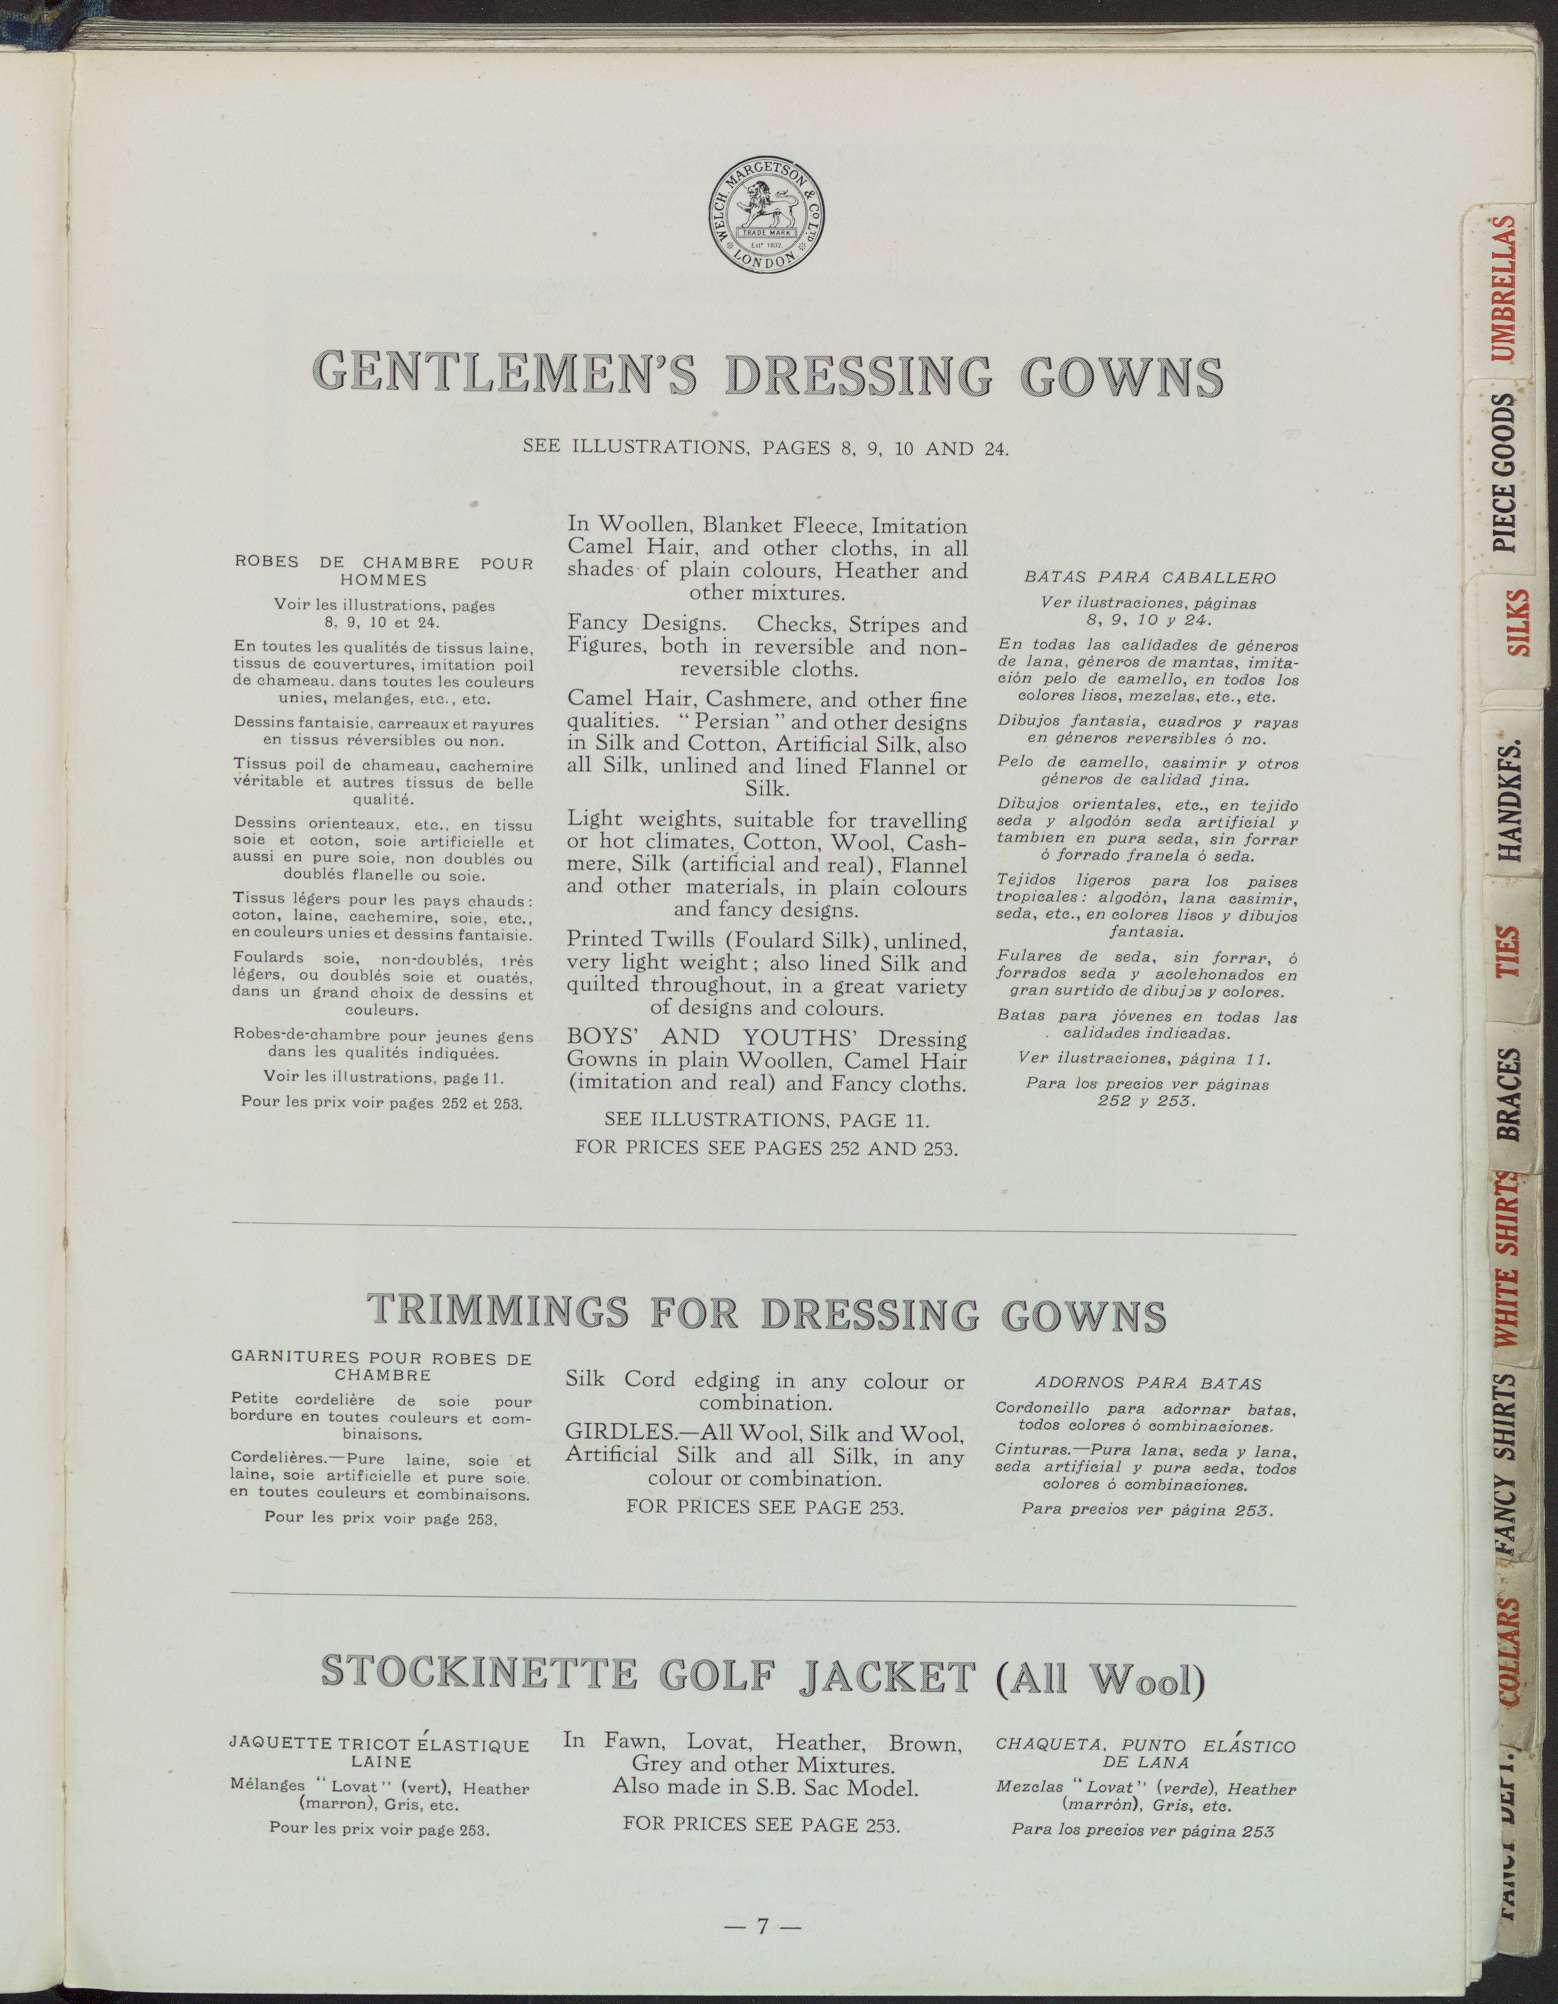 WELCH MARGETSON & Co LTD
TRADE MARK
Estd 1832
LONDON
GENTLEMEN'S DRESSING GOWNS
SEE ILLUSTRATIONS, PAGES 8, 9, 10 AND 24.
ROBES DE CHAMBRE POUR
HOMMES
Voir les illustrations, pages
8, 9, 10 et 24.
En toutes les qualités de tissus laine,
tissus de couvertures, imitation poil
de chameau. dans toutes les couleurs
unies, melanges, etc., etc.
Dessins fantaisie, carreaux et rayures
en tissus réversibles ou non.
Tissus poil de chameau, cachemire
véritable et autres tissus de belle
qualité.
Dessins orienteaux, etc., en tissu
soie et coton, soie artificielle et
aussi en pure soie, non doublés ou
doublés flanelle ou soie.
Tissus légers pour les pays chauds:
coton, laine, cachemire, soie, etc.,
en couleurs unies et dessins fantaisie.
Foulards soie, non-doublés, très
légers, ou doublés soie et ouatés,
dans un grand choix de dessins et
couleurs.
Robes-de-chambre pour jeunes gens
dans les qualités indiquées.
Voir les illustrations, page 11.
Pour les prix voir pages 252 et 253.
In Woollen, Blanket Fleece, Imitation
Camel Hair, and other cloths, in all
shades of plain colours, Heather and
other mixtures.
Fancy Designs. Checks, Stripes and
Figures, both in reversible and non-
reversible cloths.
Camel Hair, Cashmere, and other fine
qualities. "Persian" and other designs
in Silk and Cotton, Artificial Silk, also
all Silk, unlined and lined Flannel or
Silk.
Light weights, suitable for travelling
or hot climates, Cotton, Wool, Cash-
mere, Silk (artificial and real), Flannel
and other materials, in plain colours
and fancy designs.
Printed Twills (Foulard Silk), unlined,
very light weight; also lined Silk and
quilted throughout, in a great variety
of designs and colours.
BOYS' AND YOUTHS' Dressing
Gowns in plain Woollen, Camel Hair
(imitation and real) and Fancy cloths.
SEE ILLUSTRATIONS, PAGE 11.
FOR PRICES SEE PAGES 252 AND 253.
BATAS PARA CABALLERO
Ver ilustraciones, páginas
8, 9, 10 y 24.
En todas las calidades de géneros
de lana, géneros de mantas, imita-
ción pelo de camello, en todos los
colores lisos, mezclas, etc., etc.
Dibujos fantasia, cuadros y rayas
en géneros reversibles ó no.
Pelo de camello, casimir y otros
géneros de calidad fina.
Dibujos orientales, etc., en tejido
seda y algodón seda artificial y
tambien en pura seda, sin forrar
ó forrado franela ó seda.
Tejidos ligeros para los paises
tropicales: algodón, lana casimir,
seda, etc., en colores lisos y dibujos
fantasia.
Fulares de seda, sin forrar, ó
forrados seda y acolchonados en
gran surtido de dibujos y colores.
Batas para jóvenes en todas las
calidades indicadas.
Ver ilustraciones, página 11.
Para los precios ver páginas
252 y 253.
TRIMMINGS FOR DRESSING GOWNS
GARNITURES POUR ROBES DE
CHAMBRE
Petite cordelière de soie pour
bordure en toutes couleurs et com-
binaisons.
Cordelières.—Pure laine, soie et
laine, soie artificielle et pure soie.
en toutes couleurs et combinaisons.
Pour les prix voir page 253,
Silk Cord edging in any colour or
combination.
GIRDLES.—All Wool, Silk and Wool,
Artificial Silk and all Silk, in any
colour or combination.
FOR PRICES SEE PAGE 253.
ADORNOS PARA BATAS
Cordoncillo para adornar batas,
todos colores ó combinaciones.
Cinturas.—Pura lana, seda y lana,
seda artificial y pura seda, todos
colores ó combinaciones.
Para precios ver página 253.
STOCKINETTE GOLF JACKET (All Wool)
JAQUETTE TRICOT ÉLASTIQUE
LAINE
Mélanges "Lovat" (vert), Heather
(marron), Gris, etc.
Pour les prix voir page 253.
In Fawn, Lovat, Heather, Brown,
Grey and other Mixtures.
Also made in S.B. Sac Model.
FOR PRICES SEE PAGE 253.
CHAQUETA, PUNTO ELÁSTICO
DE LANA
Mezclas "Lovat" (verde), Heather
(marrón), Gris, etc.
Para los precios ver página 253
— 7 —
UMBRELLAS
PIECE GOODS
SILKS
HANDKFS.
TIES
BRACES
WHITE SHIRTS
FANCY SHIRTS
COLLARS
FANCY DEPT.